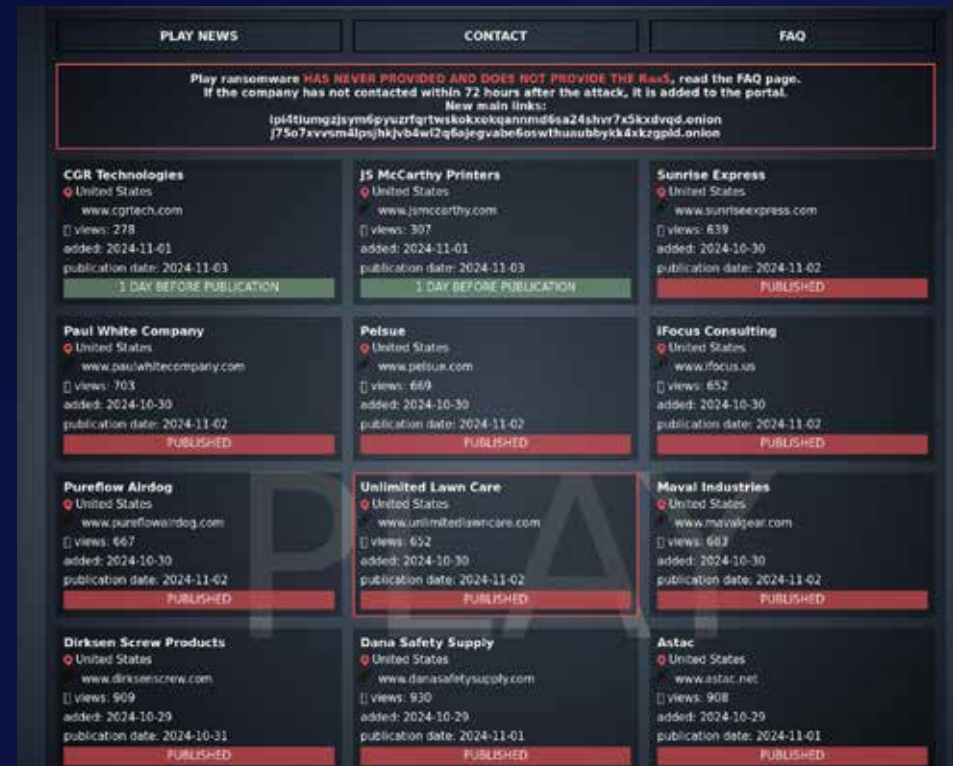 PLAY NEWS
CONTACT
FAQ
Play ransomware HAS NEVER PROVIDED AND DOES NOT PROVIDE THE RaaS, read the FAQ page.
If the company has not contacted within 72 hours after the attack, it is added to the portal.
New main links:
CGR Technologies
United States
www.cgrtech.com
views: 278
added: 2024-11-01
publication date: 2024-11-03
1 DAY BEFORE PUBLICATION
JS McCarthy Printers
United States
www.jsmccarthy.com
views: 307
added: 2024-11-01
publication date: 2024-11-03
1 DAY BEFORE PUBLICATION
Sunrise Express
United States
www.sunriseexpress.com
views: 639
added: 2024-10-30
publication date: 2024-11-02
PUBLISHED
Paul White Company
United States
www.paulwhitecompany.com
views: 703
added: 2024-10-30
publication date: 2024-11-02
PUBLISHED
Pelsue
United States
www.pelsue.com
views: 669
added: 2024-10-30
publication date: 2024-11-02
PUBLISHED
iFocus Consulting
United States
www.ifocus.us
views: 652
added: 2024-10-30
publication date: 2024-11-02
PUBLISHED
Pureflow Airdog
United States
www.pureflowairdog.com
views: 667
added: 2024-10-30
publication date: 2024-11-02
PUBLISHED
Unlimited Lawn Care
United States
www.unlimitedlawncare.com
views: 652
added: 2024-10-30
publication date: 2024-11-02
PUBLISHED
Maval Industries
United States
www.mavalgear.com
views: 683
added: 2024-10-30
publication date: 2024-11-02
PUBLISHED
Dirksen Screw Products
United States
www.dirksenscrew.com
views: 909
added: 2024-10-29
publication date: 2024-10-31
PUBLISHED
Dana Safety Supply
United States
www.danasafetysupply.com
views: 930
added: 2024-10-29
publication date: 2024-11-01
PUBLISHED
Astac
United States
www.astac.net
views: 908
added: 2024-10-29
publication date: 2024-11-01
PUBLISHED
PLAY